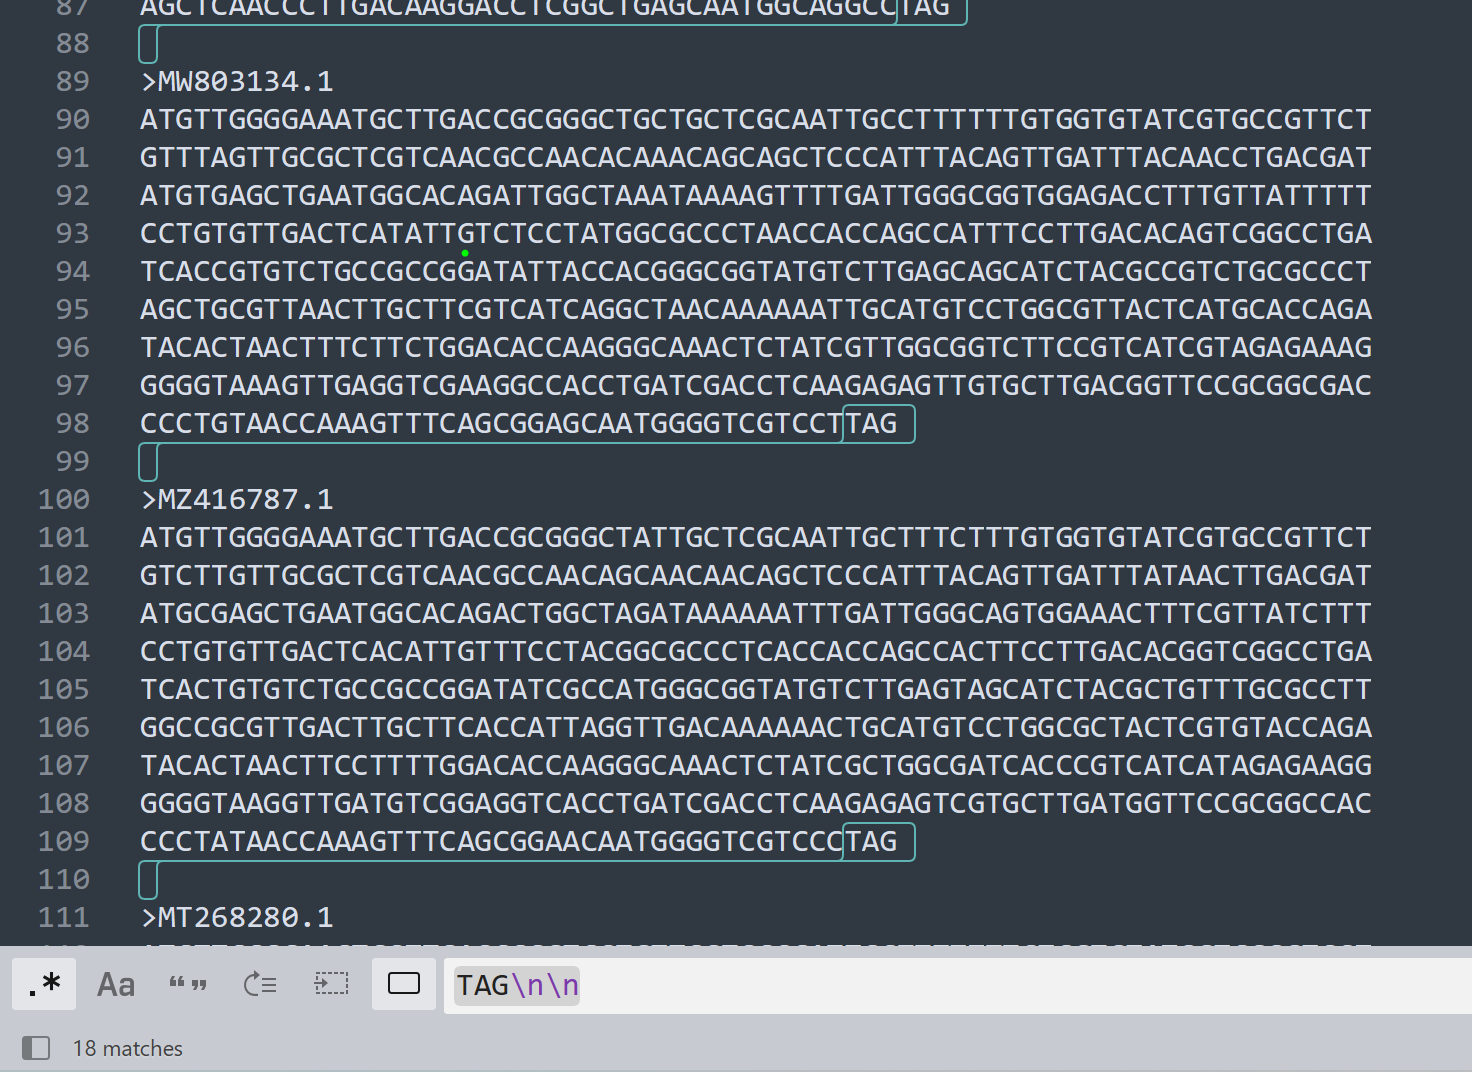 87 AGCTCAACCCTTGACAAGGACCTCGGCTGAGCAATGGCAGGCCTAG
88
89 >MW803134.1
90 ATGTTGGGGAAATGCTTGACCGCGGGCTGCTGCTCGCAATTGCCTTTTTTGTGGTGTATCGTGCCGTTCT
91 GTTTAGTTGCGCTCGTCAACGCCAACACAAACAGCAGCTCCCATTTACAGTTGATTTACAACCTGACGAT
92 ATGTGAGCTGAATGGCACAGATTGGCTAAATAAAAGTTTTGATTGGGCGGTGGAGACCTTTGTTATTTTT
93 CCTGTGTTGACTCATATTGTCTCCTATGGCGCCCTAACCACCAGCCATTTCCTTGACACAGTCGGCCTGA
94 TCACCGTGTCTGCCGCCGGATATTACCACGGGCGGTATGTCTTGAGCAGCATCTACGCCGTCTGCGCCCT
95 AGCTGCGTTAACTTGCTTCGTCATCAGGCTAACAAAAAATTGCATGTCCTGGCGTTACTCATGCACCAGA
96 TACACTAACTTTCTTCTGGACACCAAGGGCAAACTCTATCGTTGGCGGTCTTCCGTCATCGTAGAGAAAG
97 GGGGTAAAGTTGAGGTCGAAGGCCACCTGATCGACCTCAAGAGAGTTGTGCTTGACGGTTCCGCGGCGAC
98 CCCTGTAACCAAAGTTTCAGCGGAGCAATGGGGTCGTCCTTAG
99
100 >MZ416787.1
101 ATGTTGGGGAAATGCTTGACCGCGGGCTATTGCTCGCAATTGCTTTCTTTGTGGTGTATCGTGCCGTTCT
102 GTCTTGTTGCGCTCGTCAACGCCAACAGCAACAACAGCTCCCATTTACAGTTGATTTATAACTTGACGAT
103 ATGCGAGCTGAATGGCACAGACTGGCTAGATAAAAAATTTGATTGGGCAGTGGAAACTTTCGTTATCTTT
104 CCTGTGTTGACTCACATTGTTTCCTACGGCGCCCTCACCACCAGCCACTTCCTTGACACGGTCGGCCTGA
105 TCACTGTGTCTGCCGCCGGATATCGCCATGGGCGGTATGTCTTGAGTAGCATCTACGCTGTTTGCGCCTT
106 GGCCGCGTTGACTTGCTTCACCATTAGGTTGACAAAAAACTGCATGTCCTGGCGCTACTCGTGTACCAGA
107 TACACTAACTTCCTTTTGGACACCAAGGGCAAACTCTATCGCTGGCGATCACCCGTCATCATAGAGAAGG
108 GGGGTAAGGTTGATGTCGGAGGTCACCTGATCGACCTCAAGAGAGTCGTGCTTGATGGTTCCGCGGCCAC
109 CCCTATAACCAAAGTTTCAGCGGAACAATGGGGTCGTCCCTAG
110
111 >MT268280.1
.* Aa “” TAG\n\n
18 matches